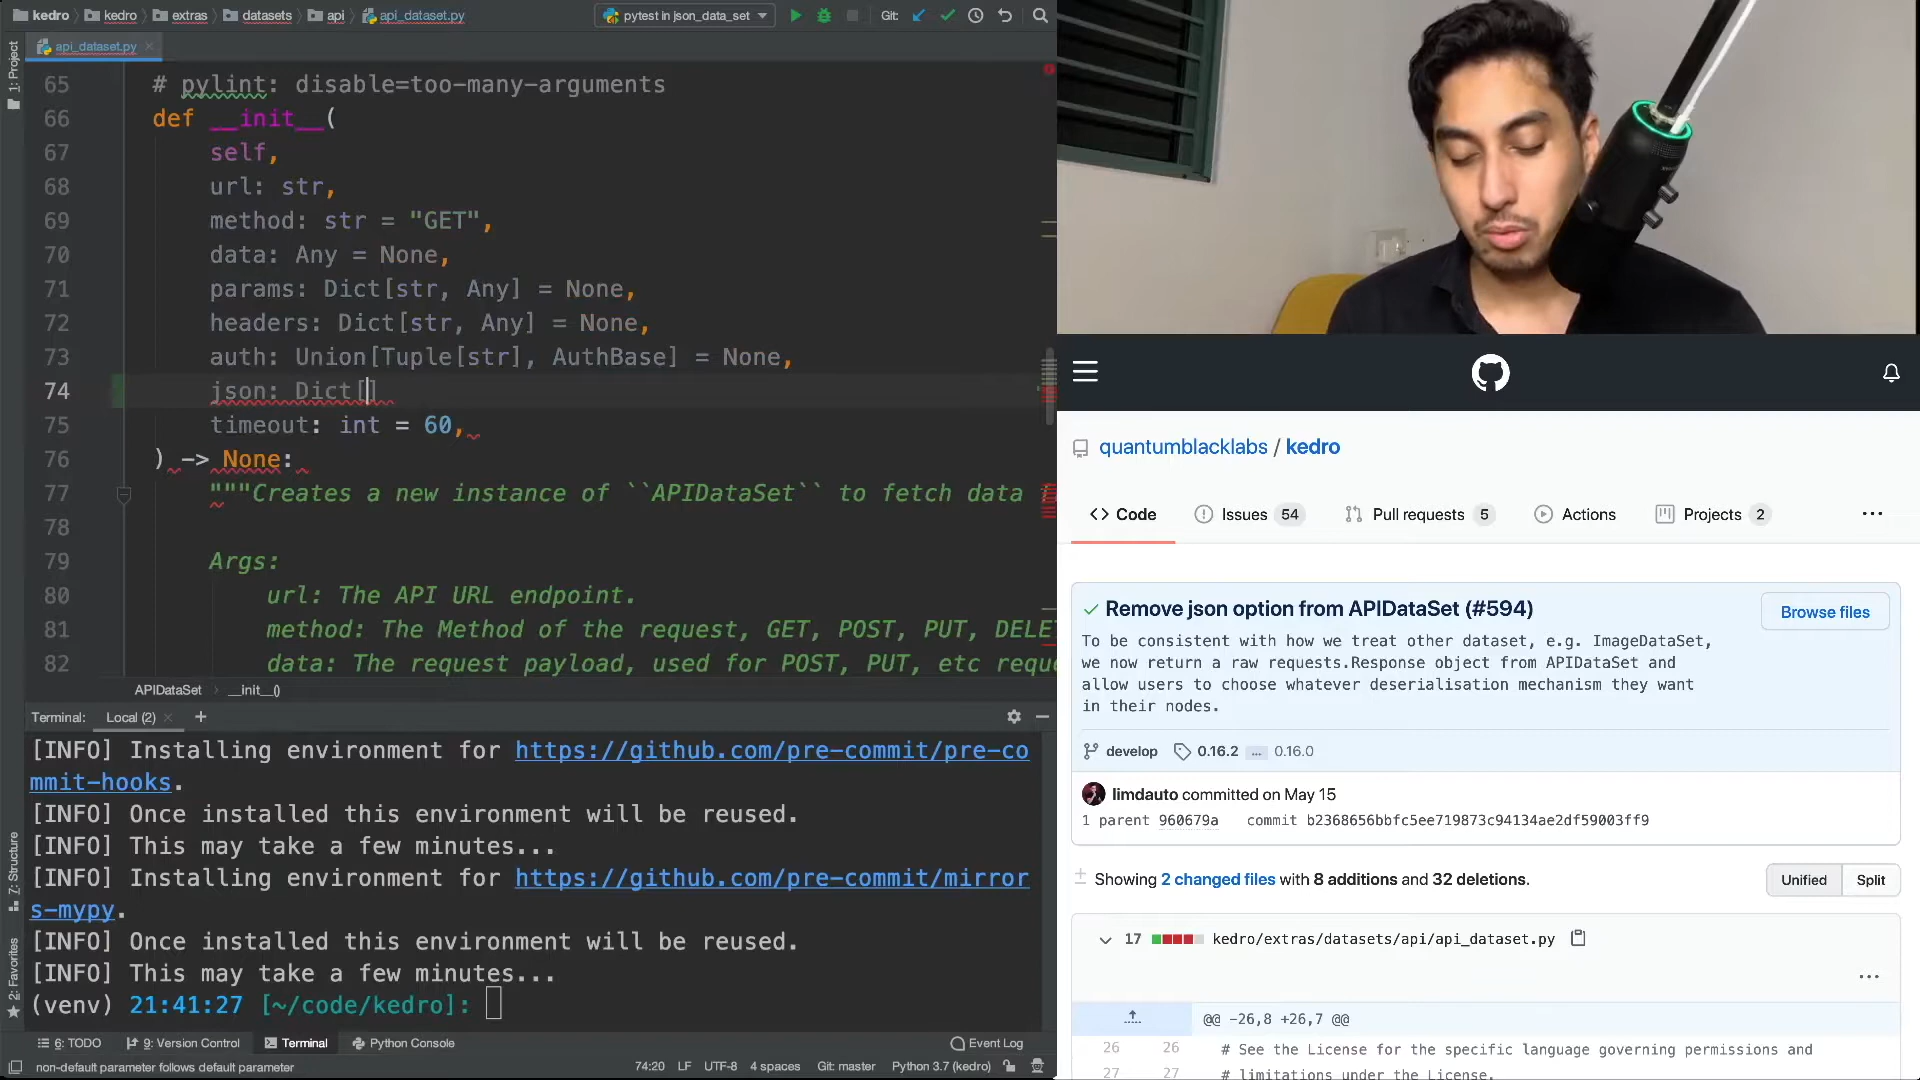 kedro kedro extras datasets api api_dataset.py pytest in json_data_set Git:
api_dataset.py
1: Project
65 # pylint: disable=too-many-arguments
66 def __init__(
67 self,
68 url: str,
69 method: str = "GET",
70 data: Any = None,
71 params: Dict[str, Any] = None,
72 headers: Dict[str, Any] = None,
73 auth: Union[Tuple[str], AuthBase] = None,
74 json: Dict[]
75 timeout: int = 60,
76 ) -> None:
77 """Creates a new instance of ``APIDataSet`` to fetch data
78
79 Args:
80 url: The API URL endpoint.
81 method: The Method of the request, GET, POST, PUT, DELET
82 data: The request payload, used for POST, PUT, etc reque
APIDataSet __init__()
Terminal: Local (2) +
[INFO] Installing environment for https://github.com/pre-commit/pre-co
mmit-hooks.
[INFO] Once installed this environment will be reused.
[INFO] This may take a few minutes...
[INFO] Installing environment for https://github.com/pre-commit/mirror
s-mypy.
[INFO] Once installed this environment will be reused.
[INFO] This may take a few minutes...
(venv) 21:41:27 [~/code/kedro]:
7: Structure
2: Favorites
6: TODO 9: Version Control Terminal Python Console Event Log
non-default parameter follows default parameter 74:20 LF UTF-8 4 spaces Git: master Python 3.7 (kedro)
quantumblacklabs / kedro
<> Code Issues 54 Pull requests 5 Actions Projects 2 ...
Remove json option from APIDataSet (#594) Browse files
To be consistent with how we treat other dataset, e.g. ImageDataSet,
we now return a raw requests.Response object from APIDataSet and
allow users to choose whatever deserialisation mechanism they want
in their nodes.
develop 0.16.2 ... 0.16.0
limdauto committed on May 15
1 parent 960679a commit b2368656bbfc5ee719873c94134ae2df59003ff9
Showing 2 changed files with 8 additions and 32 deletions. Unified Split
17 kedro/extras/datasets/api/api_dataset.py
...
@@ -26,8 +26,7 @@
26 26 # See the License for the specific language governing permissions and
27 27 # limitations under the License.